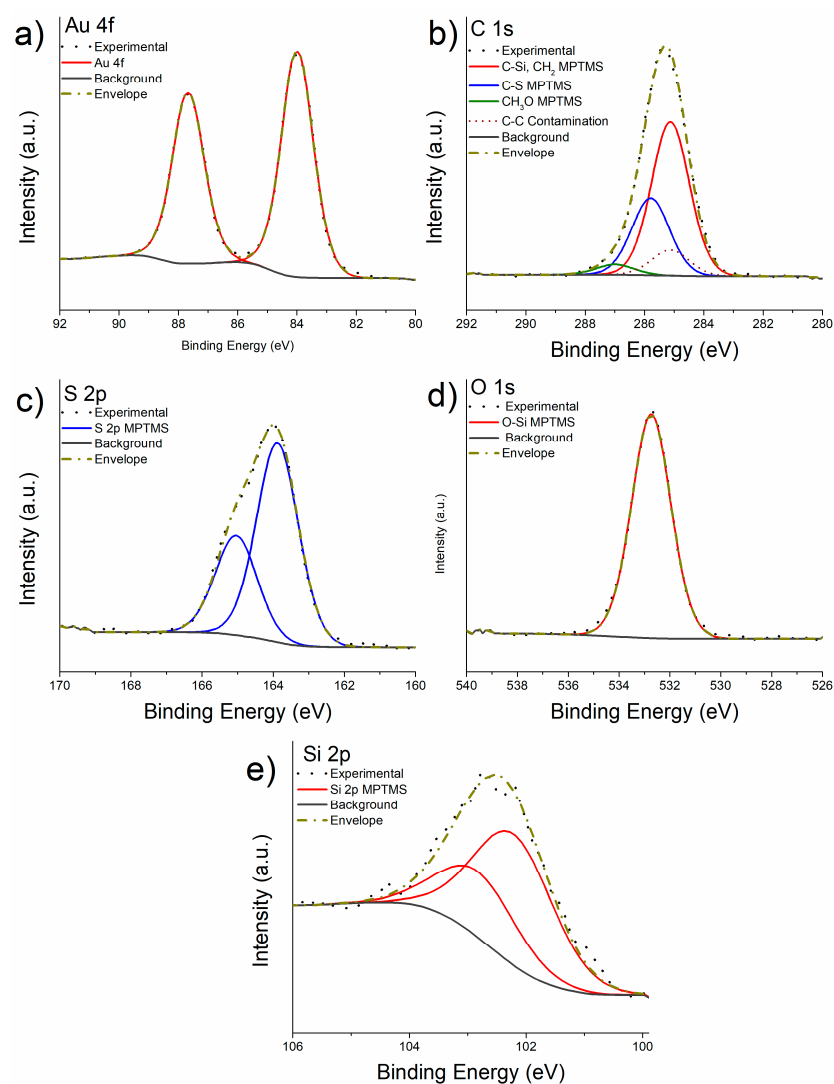 a)
Au 4f
Experimental
Au 4f
Background
Envelope
Intensity (a.u.)
92 90 88 86 84 82 80
Binding Energy (eV)
b)
C 1s
Experimental
C-Si, CH2 MPTMS
C-S MPTMS
CH3O MPTMS
C-C Contamination
Background
Envelope
Intensity (a.u.)
292 290 288 286 284 282 280
Binding Energy (eV)
c)
S 2p
Experimental
S 2p MPTMS
Background
Envelope
Intensity (a.u.)
170 168 166 164 162 160
Binding Energy (eV)
d)
O 1s
Experimental
O-Si MPTMS
Background
Envelope
Intensity (a.u.)
540 538 536 534 532 530 528 526
Binding Energy (eV)
e)
Si 2p
Experimental
Si 2p MPTMS
Background
Envelope
Intensity (a.u.)
106 104 102 100
Binding Energy (eV)